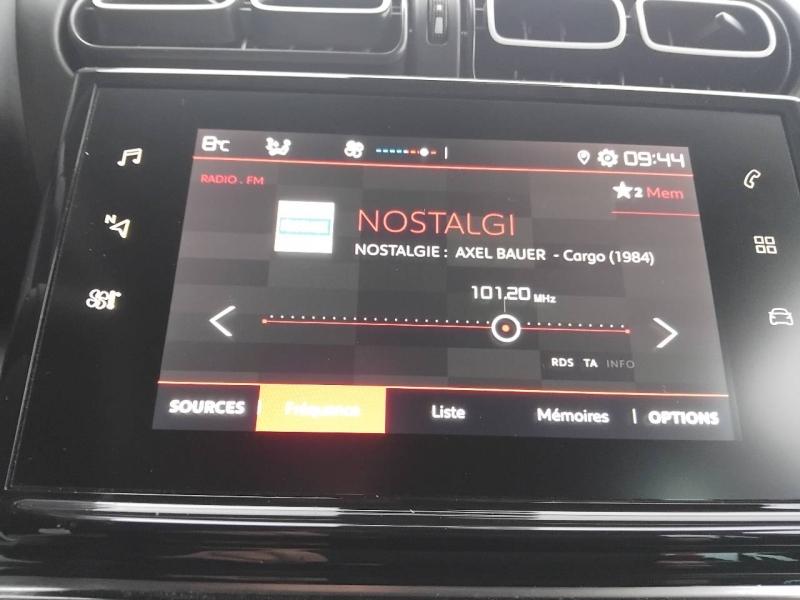 8°C 09:44
RADIO . FM
2 Mem
NOSTALGI
NOSTALGIE : AXEL BAUER - Cargo (1984)
101.20 MHz
N
RDS TA INFO
SOURCES Fréquence Liste Mémoires OPTIONS